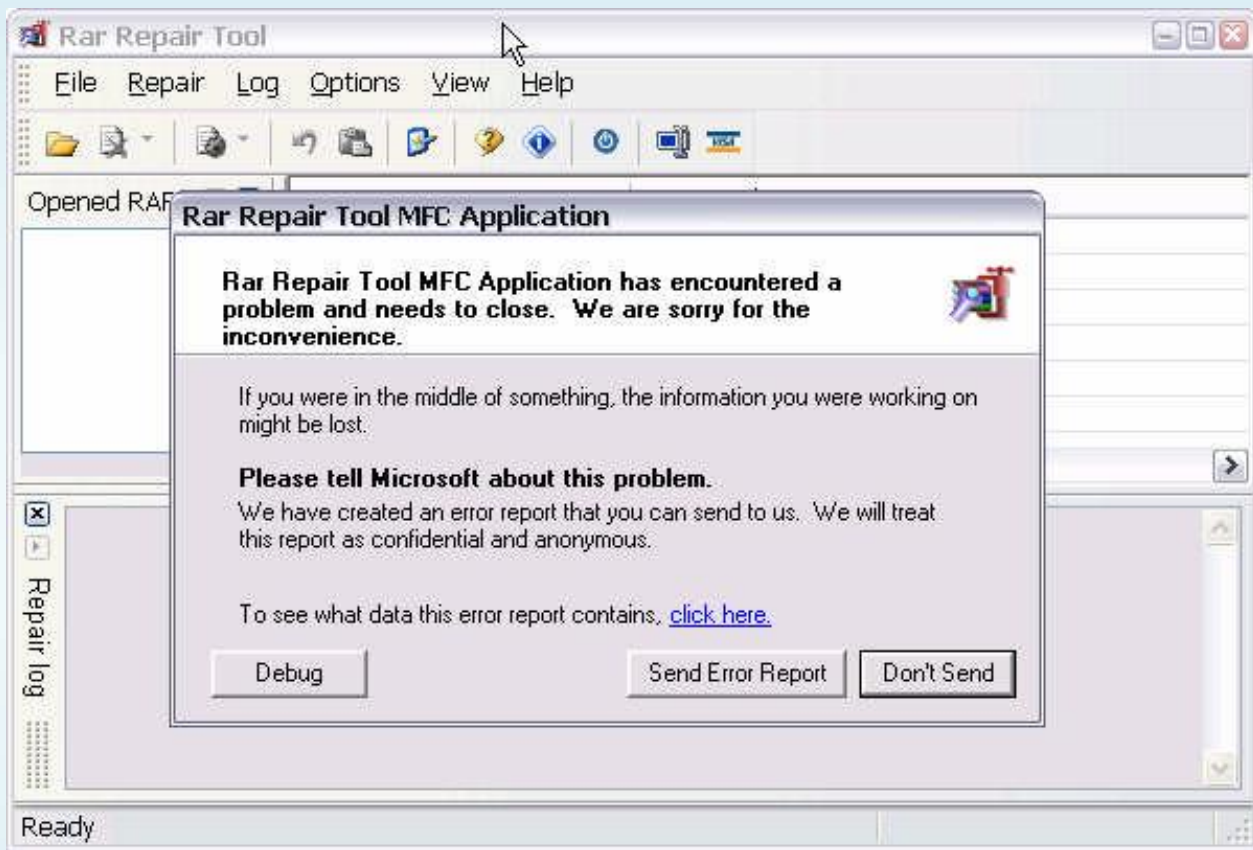 Rar Repair Tool
File Repair Log Options View Help
VISA
Opened RAR
Rar Repair Tool MFC Application
Rar Repair Tool MFC Application has encountered a
problem and needs to close.  We are sorry for the
inconvenience.
If you were in the middle of something, the information you were working on
might be lost.
Please tell Microsoft about this problem.
We have created an error report that you can send to us.  We will treat
this report as confidential and anonymous.
To see what data this error report contains, click here.
Debug Send Error Report Don't Send
Repair log
Ready